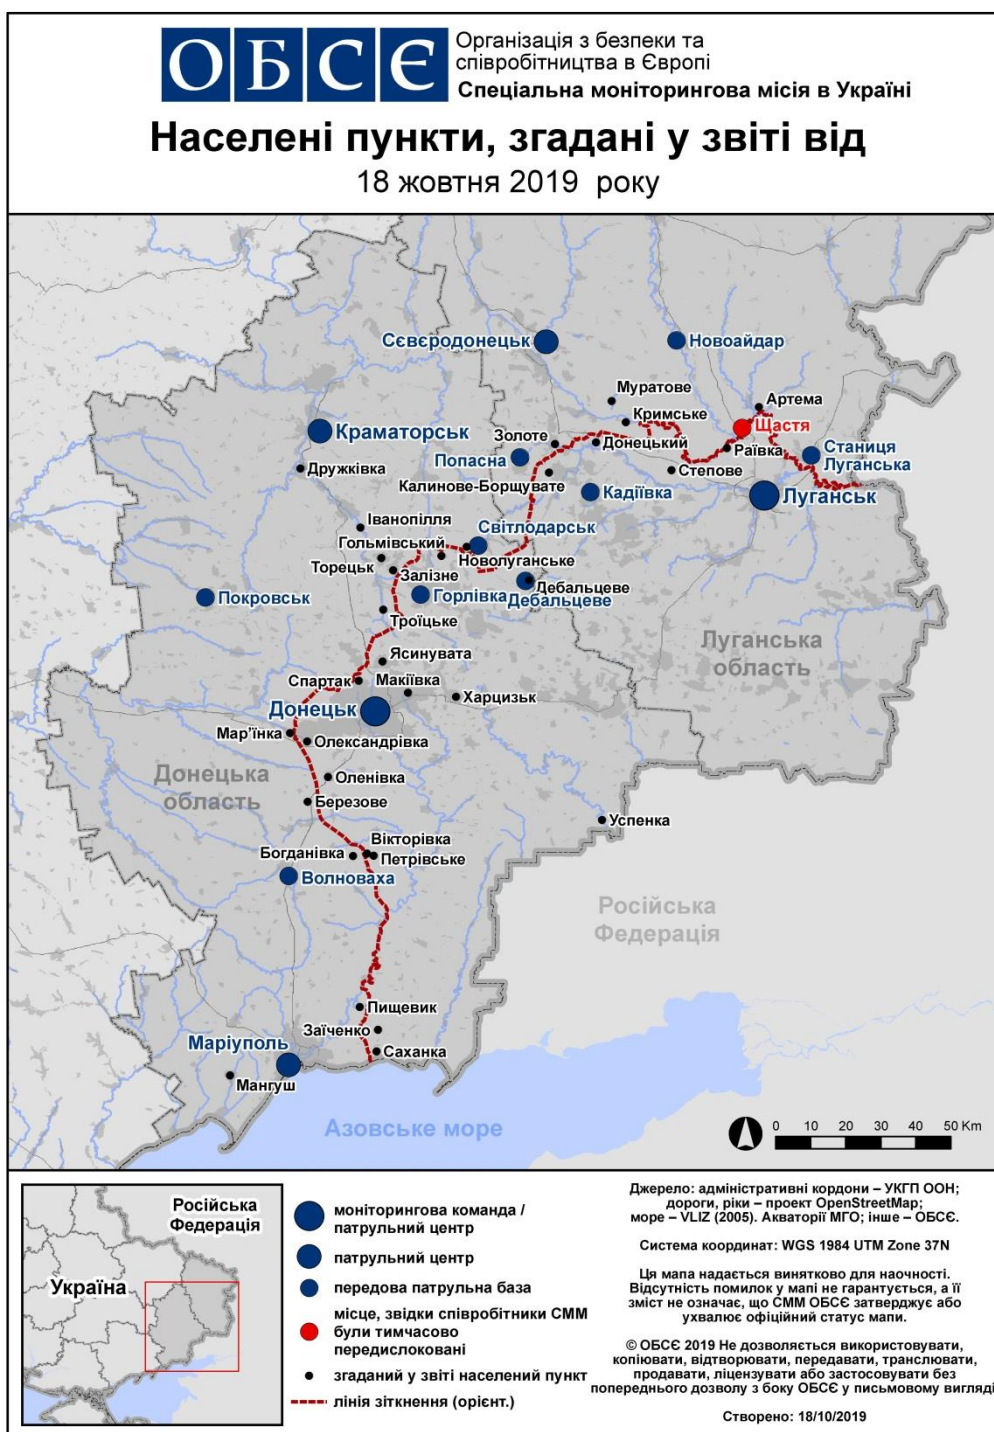 ОБСЄ
Організація з безпеки та
співробітництва в Європі
Спеціальна моніторингова місія в Україні
Населені пункти, згадані у звіті від
18 жовтня 2019 року
Сєвєродонецьк
Новоайдар
Муратове
Артема
Кримське
Щастя
Краматорськ
Золоте
Донецький
Раївка
Станиця
Луганська
Попасна
Степове
Дружківка
Калинове-Борщувате
Кадіївка
Луганськ
Іванопілля
Світлодарськ
Гольмівський
Новолуганське
Торецьк
Залізне
Дебальцеве
Покровськ
Горлівка
Дебальцеве
Троїцьке
Луганська
область
Ясинувата
Спартак
Макіївка
Харцизьк
Донецьк
Мар’їнка
Олександрівка
Донецька
область
Оленівка
Березове
Успенка
Вікторівка
Богданівка
Петрівське
Волноваха
Російська
Федерація
Пищевик
Заїченко
Маріуполь
Саханка
Мангуш
Азовське море
0 10 20 30 40 50 Km
Російська
Федерація
Україна
моніторингова команда /
патрульний центр
патрульний центр
передова патрульна база
місце, звідки співробітники СММ
були тимчасово
передислоковані
згаданий у звіті населений пункт
лінія зіткнення (орієнт.)
Джерело: адміністративні кордони – УКГП ООН;
дороги, ріки – проект OpenStreetMap;
море – VLIZ (2005). Акваторії МГО; інше – ОБСЄ.
Система координат: WGS 1984 UTM Zone 37N
Ця мапа надається винятково для наочності.
Відсутність помилок у мапі не гарантується, а її
зміст не означає, що СММ ОБСЄ затверджує або
ухвалює офіційний статус мапи.
© ОБСЄ 2019 Не дозволяється використовувати,
копіювати, відтворювати, передавати, транслювати,
продавати, ліцензувати або застосовувати без
попереднього дозволу з боку ОБСЄ у письмовому вигляді
Створено: 18/10/2019